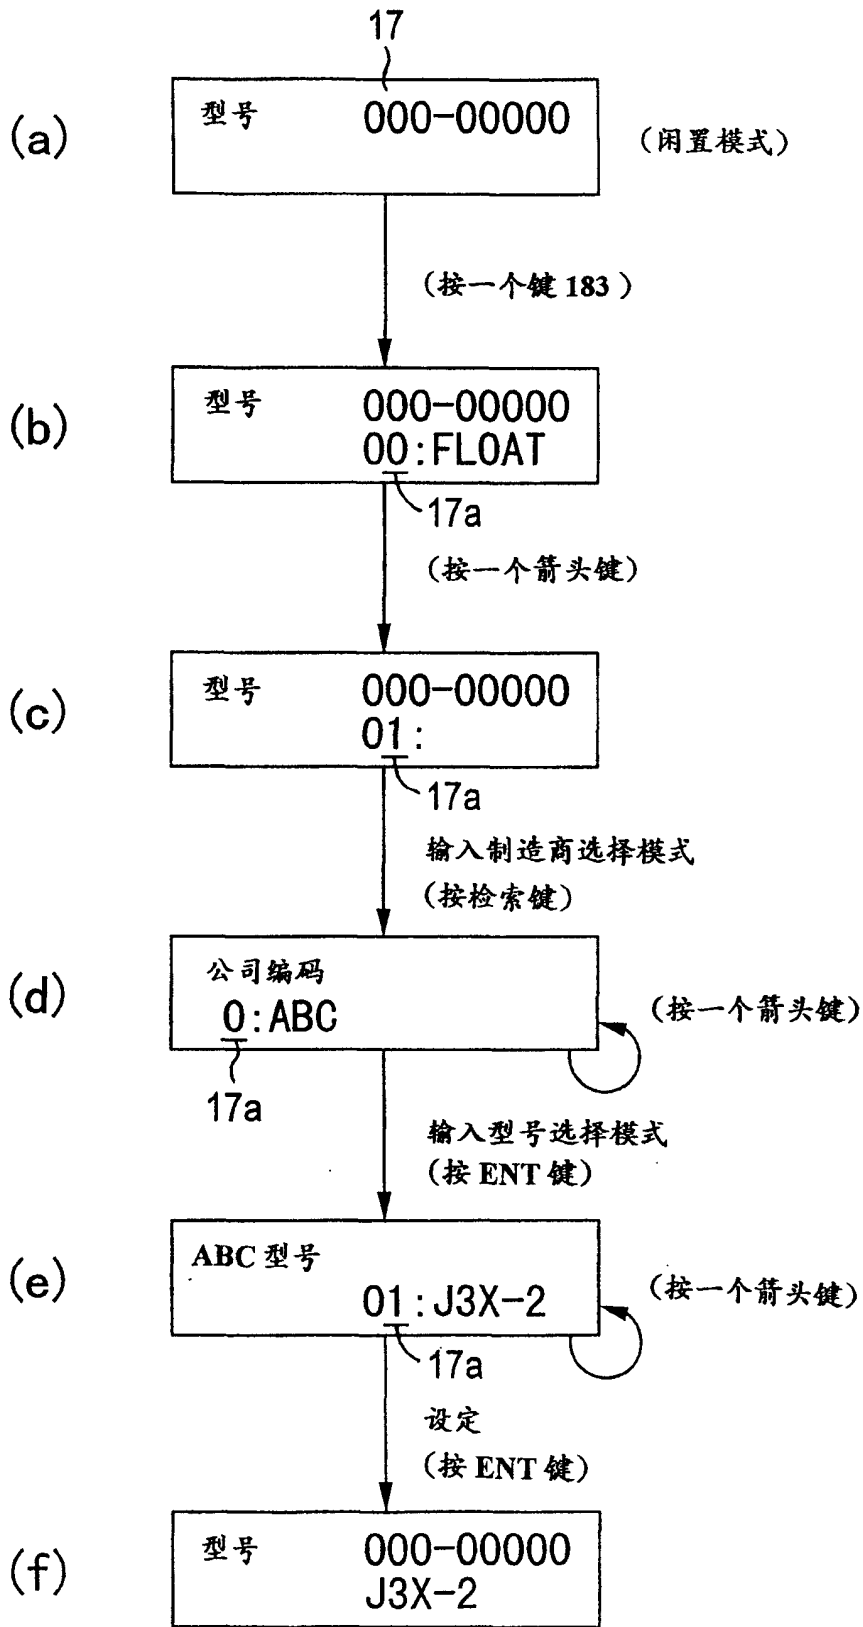 17
(a)
型号 000-00000
(闲置模式)
(按一个键 183)
(b)
型号 000-00000
00:FLOAT
17a
(按一个箭头键)
(c)
型号 000-00000
01:
17a
输入制造商选择模式
(按检索键)
(d)
公司编码
0:ABC
(按一个箭头键)
17a
输入型号选择模式
(按 ENT 键)
(e)
ABC 型号
01:J3X-2
(按一个箭头键)
17a
设定
(按 ENT 键)
(f)
型号 000-00000
J3X-2